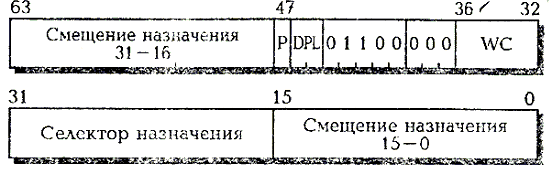 63 47 36 32
Смещение назначения
31-16
P DPL 0 1 1 0 0 0 0 0 WC
31 15 0
Селектор назначения
Смещение назначения
15-0